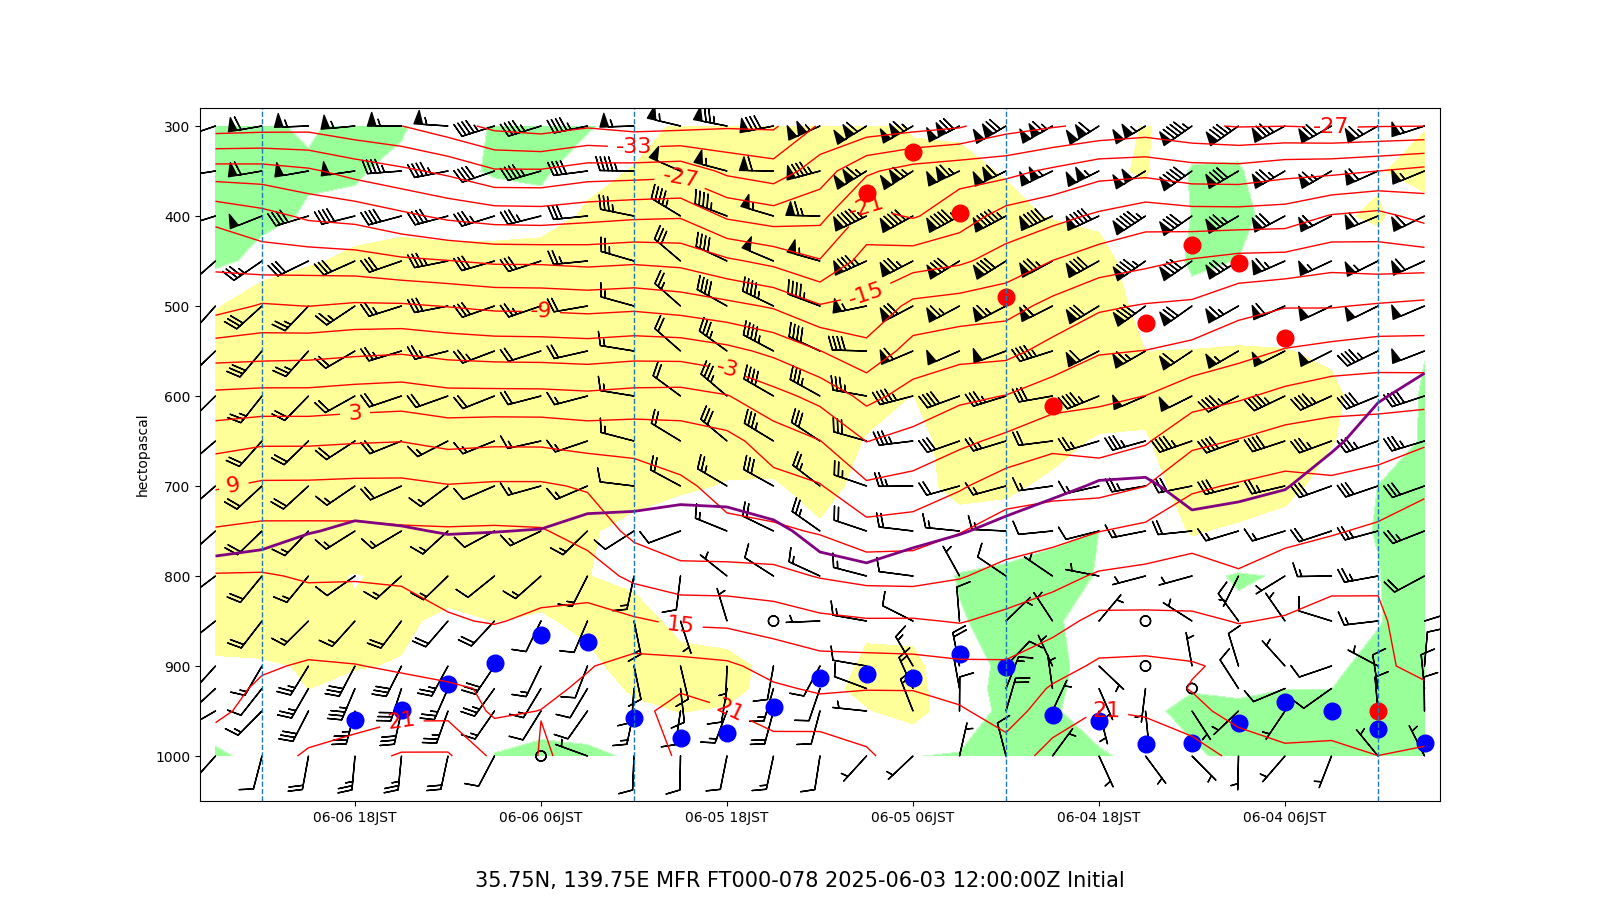 300
-27
-33
-27
400
21
-15
500
-9
-3
600
3
hectopascal
9
700
800
15
900
21
21
21
1000
06-06 18JST
06-06 06JST
06-05 18JST
06-05 06JST
06-04 18JST
06-04 06JST
35.75N, 139.75E MFR FT000-078 2025-06-03 12:00:00Z Initial